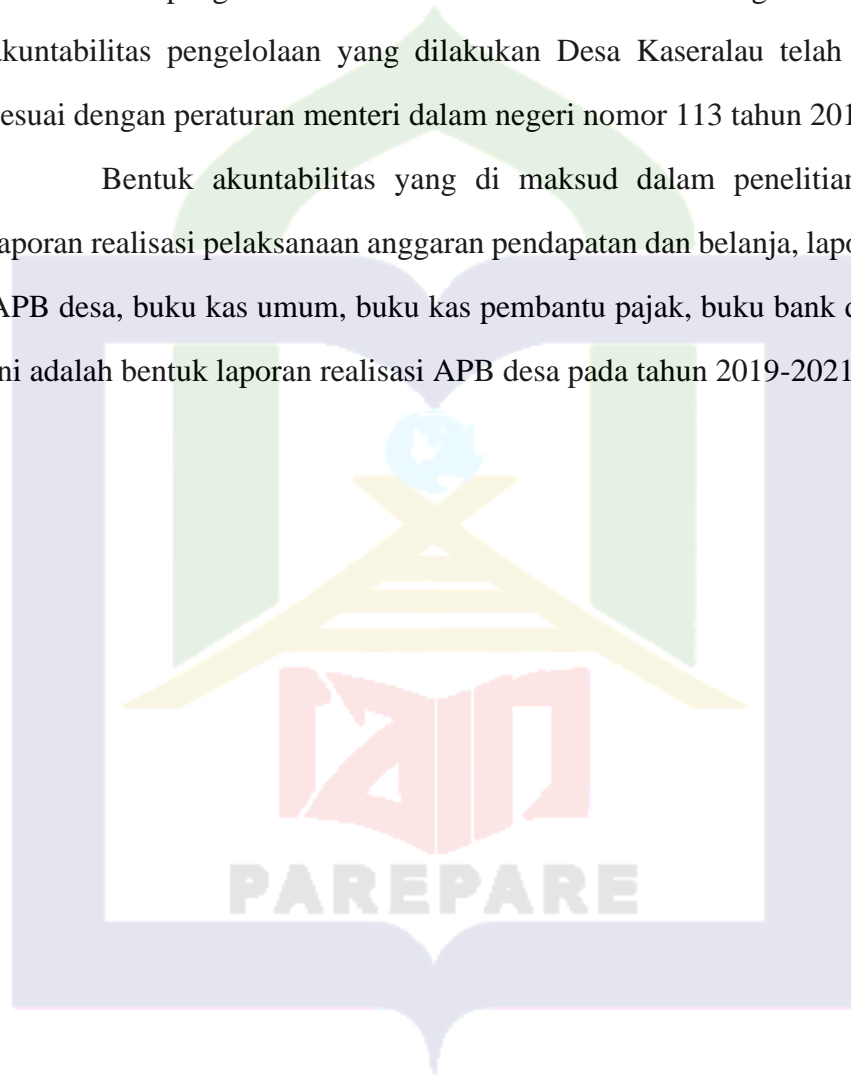 akuntabilitas pengelolaan yang dilakukan Desa Kaseralau telah
sesuai dengan peraturan menteri dalam negeri nomor 113 tahun 201
Bentuk akuntabilitas yang di maksud dalam penelitian
laporan realisasi pelaksanaan anggaran pendapatan dan belanja, lapo
APB desa, buku kas umum, buku kas pembantu pajak, buku bank d
ini adalah bentuk laporan realisasi APB desa pada tahun 2019-2021
iain
PAREPARE